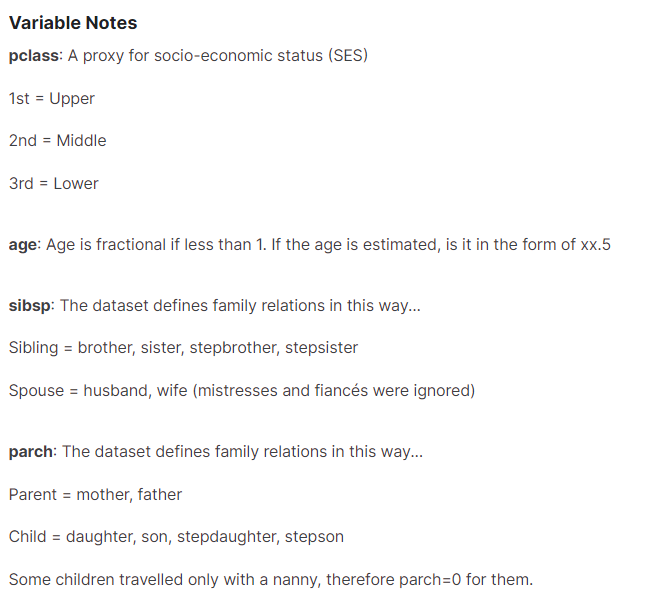 Variable Notes
pclass: A proxy for socio-economic status (SES)
1st = Upper
2nd = Middle
3rd = Lower
age: Age is fractional if less than 1. If the age is estimated, is it in the form of xx.5
sibsp: The dataset defines family relations in this way...
Sibling = brother, sister, stepbrother, stepsister
Spouse = husband, wife (mistresses and fiancés were ignored)
parch: The dataset defines family relations in this way...
Parent = mother, father
Child = daughter, son, stepdaughter, stepson
Some children travelled only with a nanny, therefore parch=0 for them.